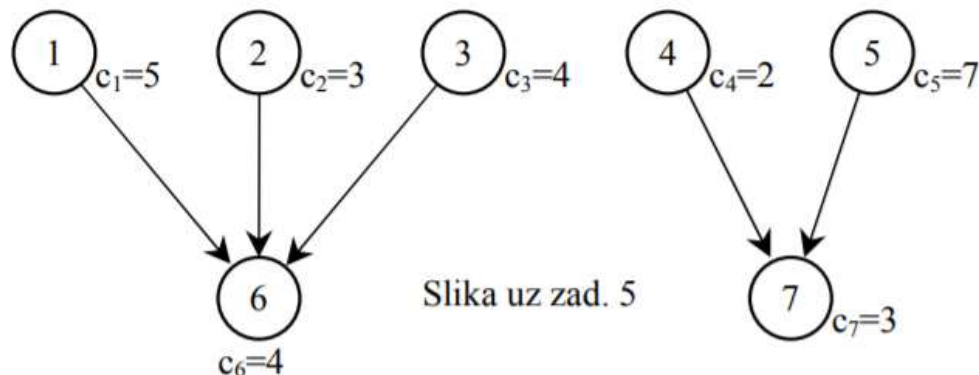 1 2 3 4 5
c₁=5 c₂=3 c₃=4 c₄=2 c₅=7
6 Slika uz zad. 5 7
c₇=3
c₆=4